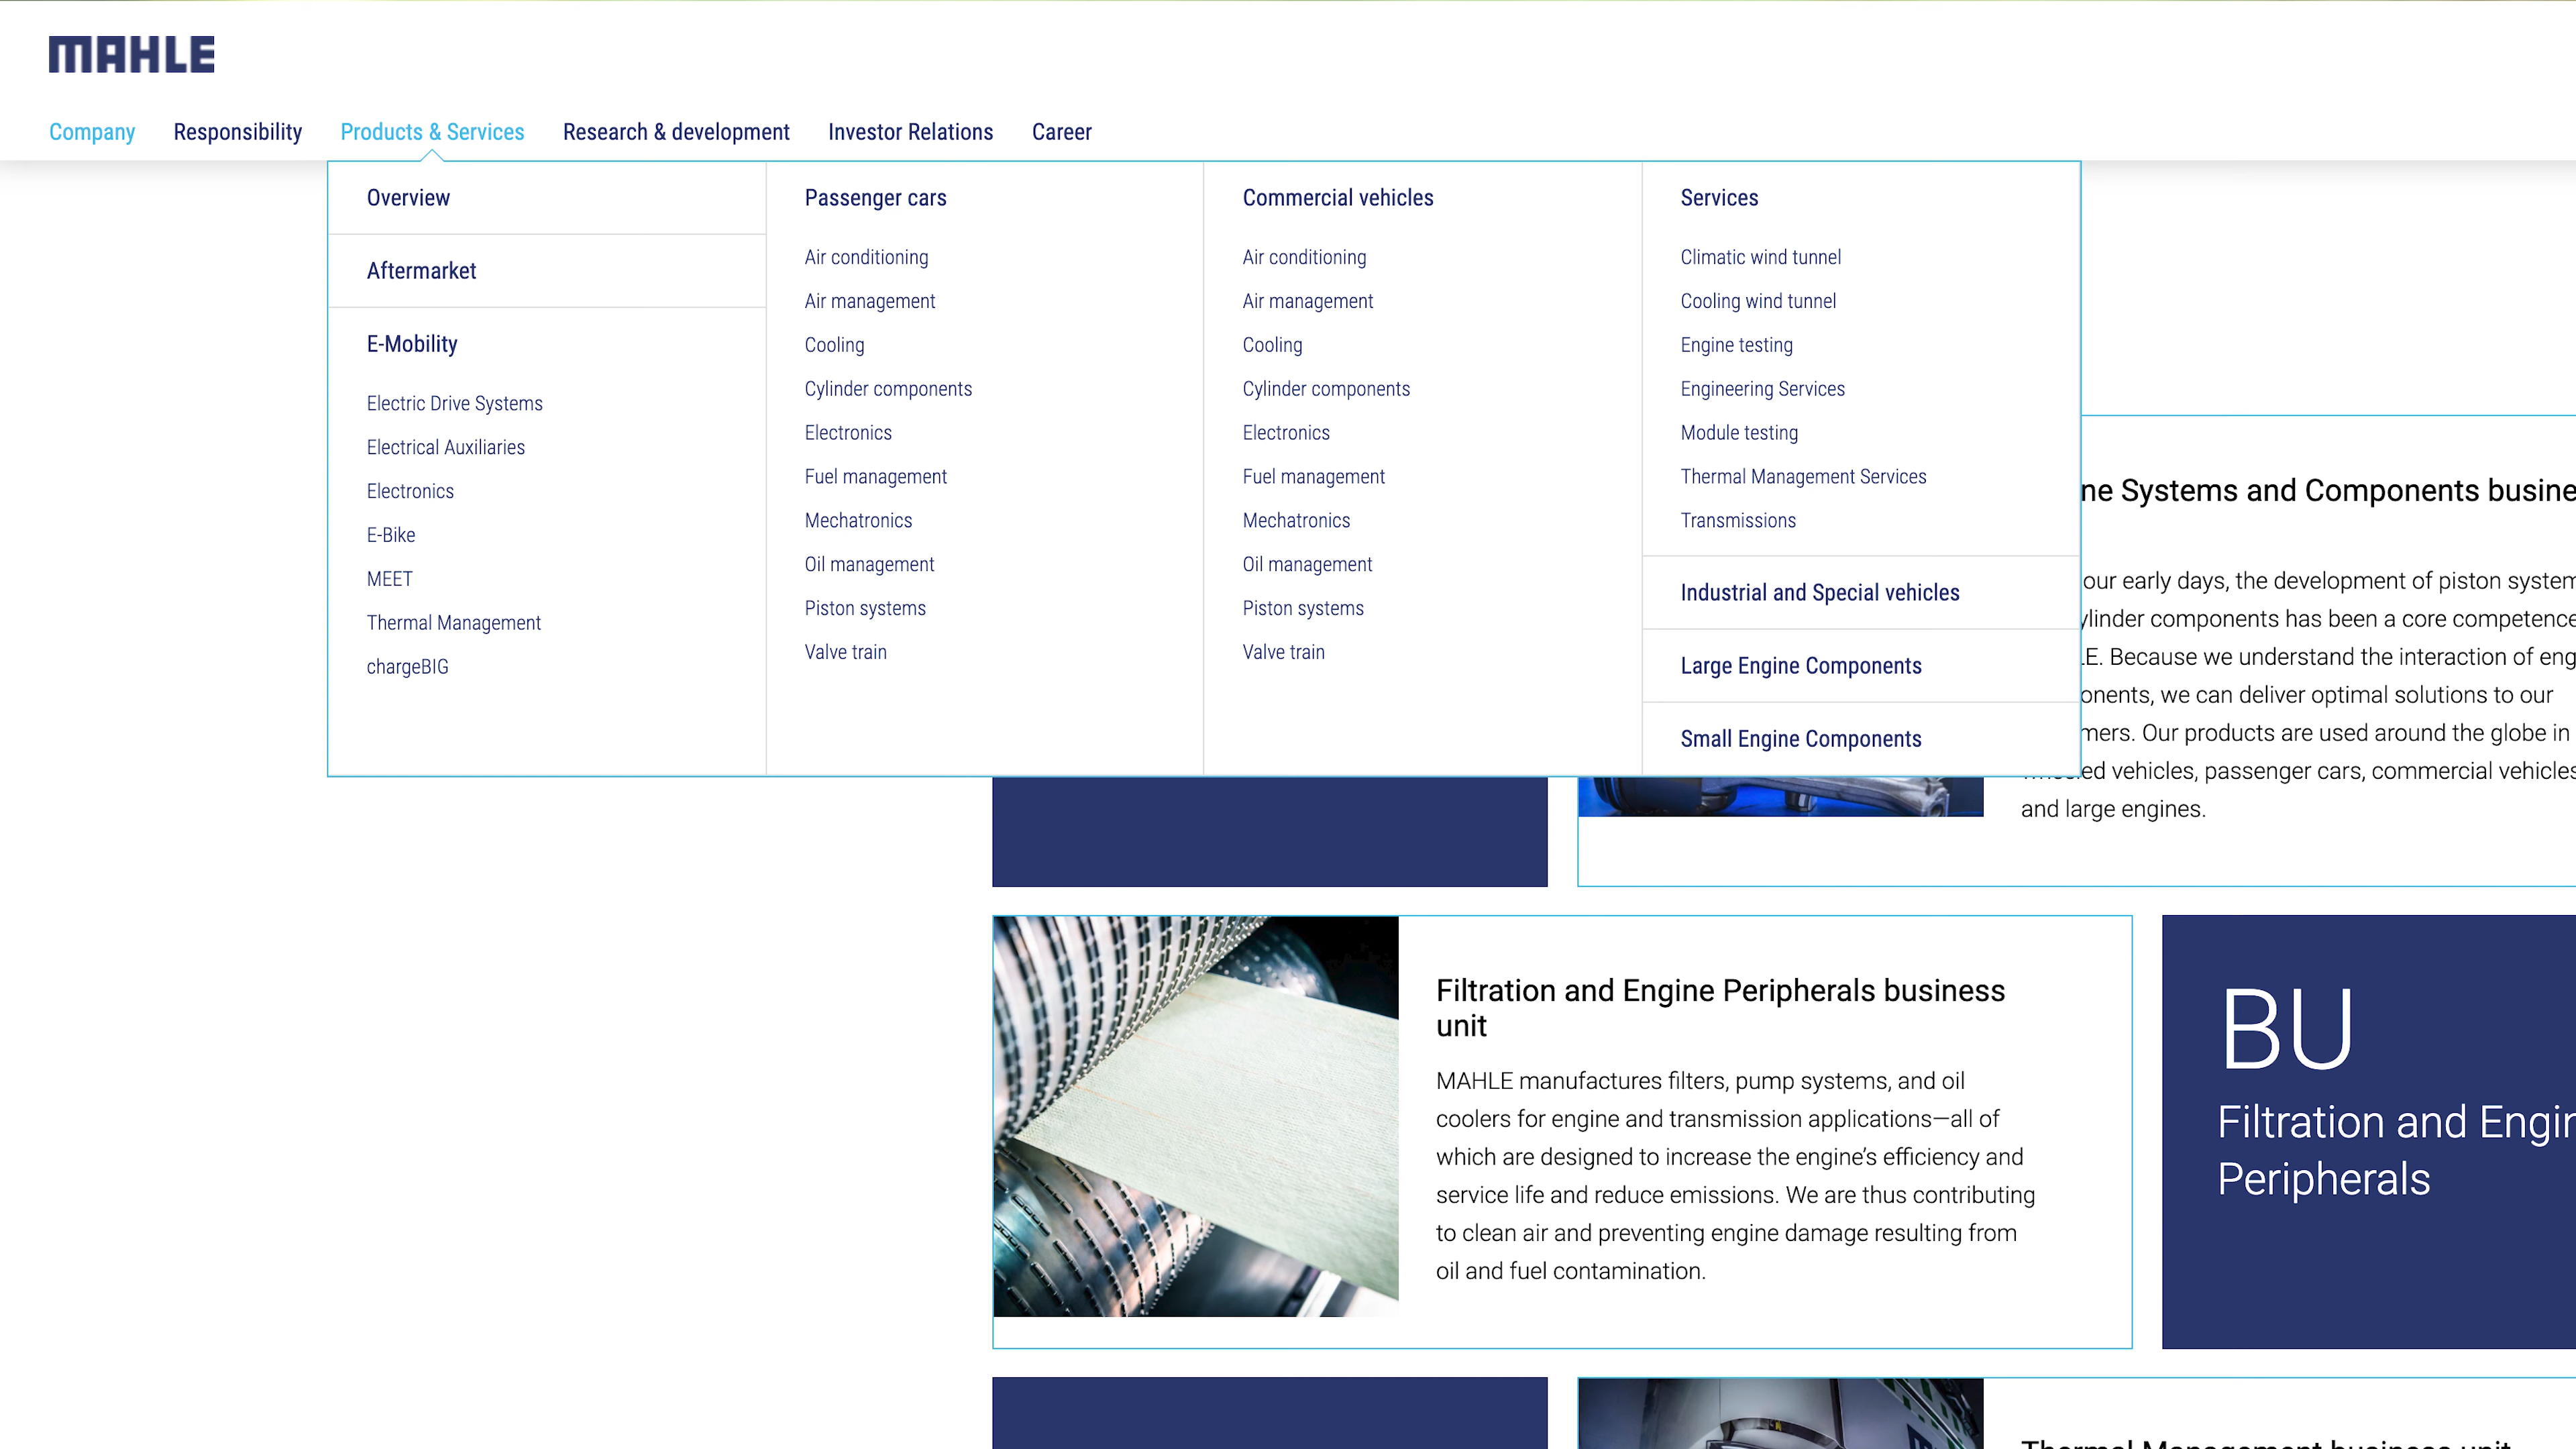 MAHLE
Company Responsibility Products & Services Research & development Investor Relations Career
Overview
Aftermarket
E-Mobility
Electric Drive Systems
Electrical Auxiliaries
Electronics
E-Bike
MEET
Thermal Management
chargeBIG
Passenger cars
Air conditioning
Air management
Cooling
Cylinder components
Electronics
Fuel management
Mechatronics
Oil management
Piston systems
Valve train
Commercial vehicles
Air conditioning
Air management
Cooling
Cylinder components
Electronics
Fuel management
Mechatronics
Oil management
Piston systems
Valve train
Services
Climatic wind tunnel
Cooling wind tunnel
Engine testing
Engineering Services
Module testing
Thermal Management Services
Transmissions
Industrial and Special vehicles
Large Engine Components
Small Engine Components
Systems and Components
our early days, the development of piston
components has been a core competence
Because we understand the interaction of
we can deliver optimal solutions to our
Our products are used around the globe in
vehicles, passenger cars, commercial vehicles
and large engines.
Filtration and Engine Peripherals business
unit
MAHLE manufactures filters, pump systems, and oil
coolers for engine and transmission applications—all of
which are designed to increase the engine’s efficiency and
service life and reduce emissions. We are thus contributing
to clean air and preventing engine damage resulting from
oil and fuel contamination.
BU
Filtration and
Peripherals
Thermal Management business unit